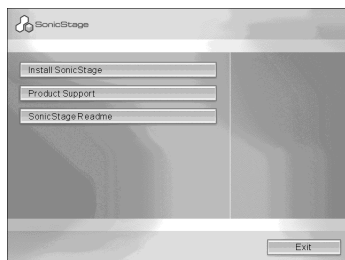 SonicStage
Install SonicStage
Product Support
SonicStage Readme
Exit